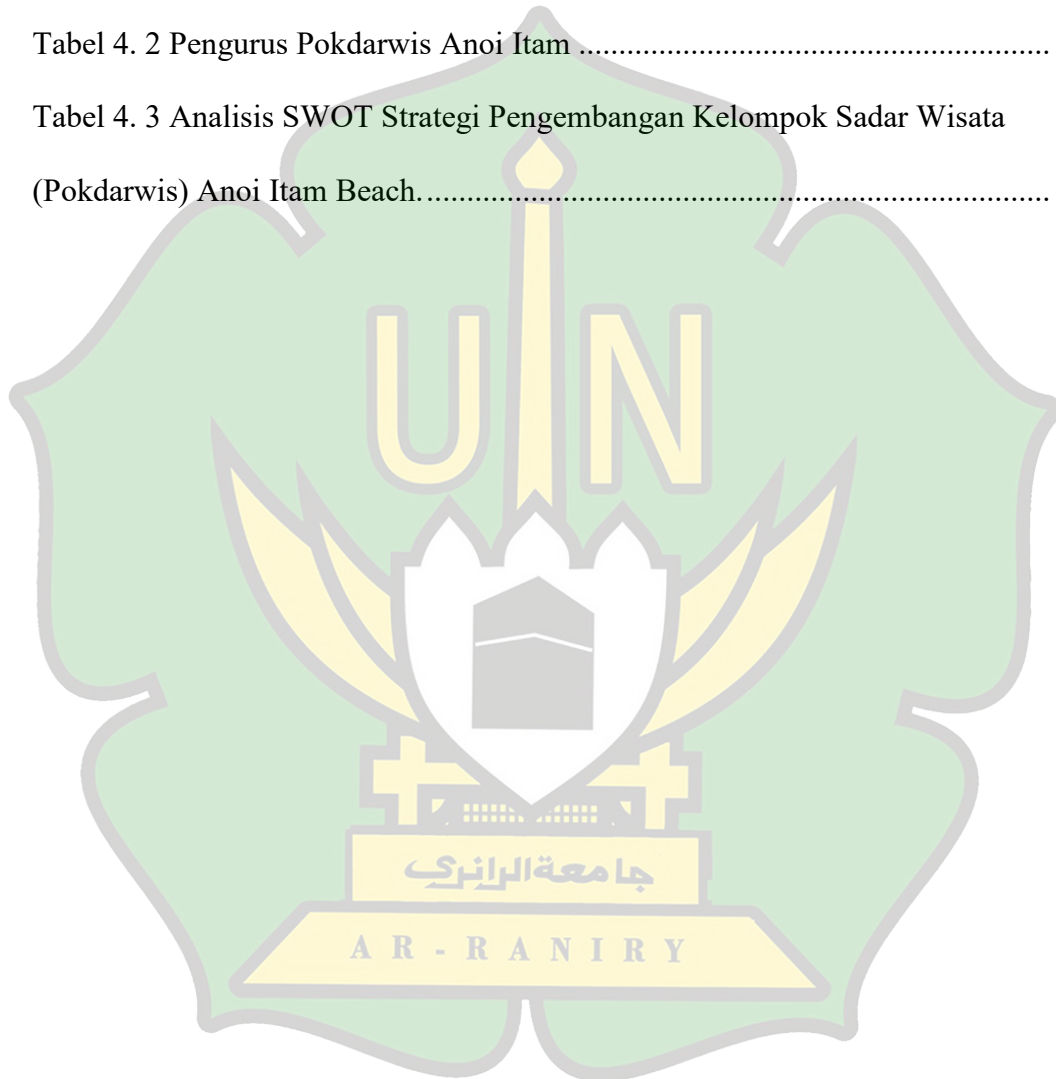 Tabel 4. 2 Pengurus Pokdarwis Anoi Itam ............................................................
Tabel 4. 3 Analisis SWOT Strategi Pengembangan Kelompok Sadar Wisata
(Pokdarwis) Anoi Itam Beach. ...............................................................................
UIN
جامعةالرانري
AR-RANIRY